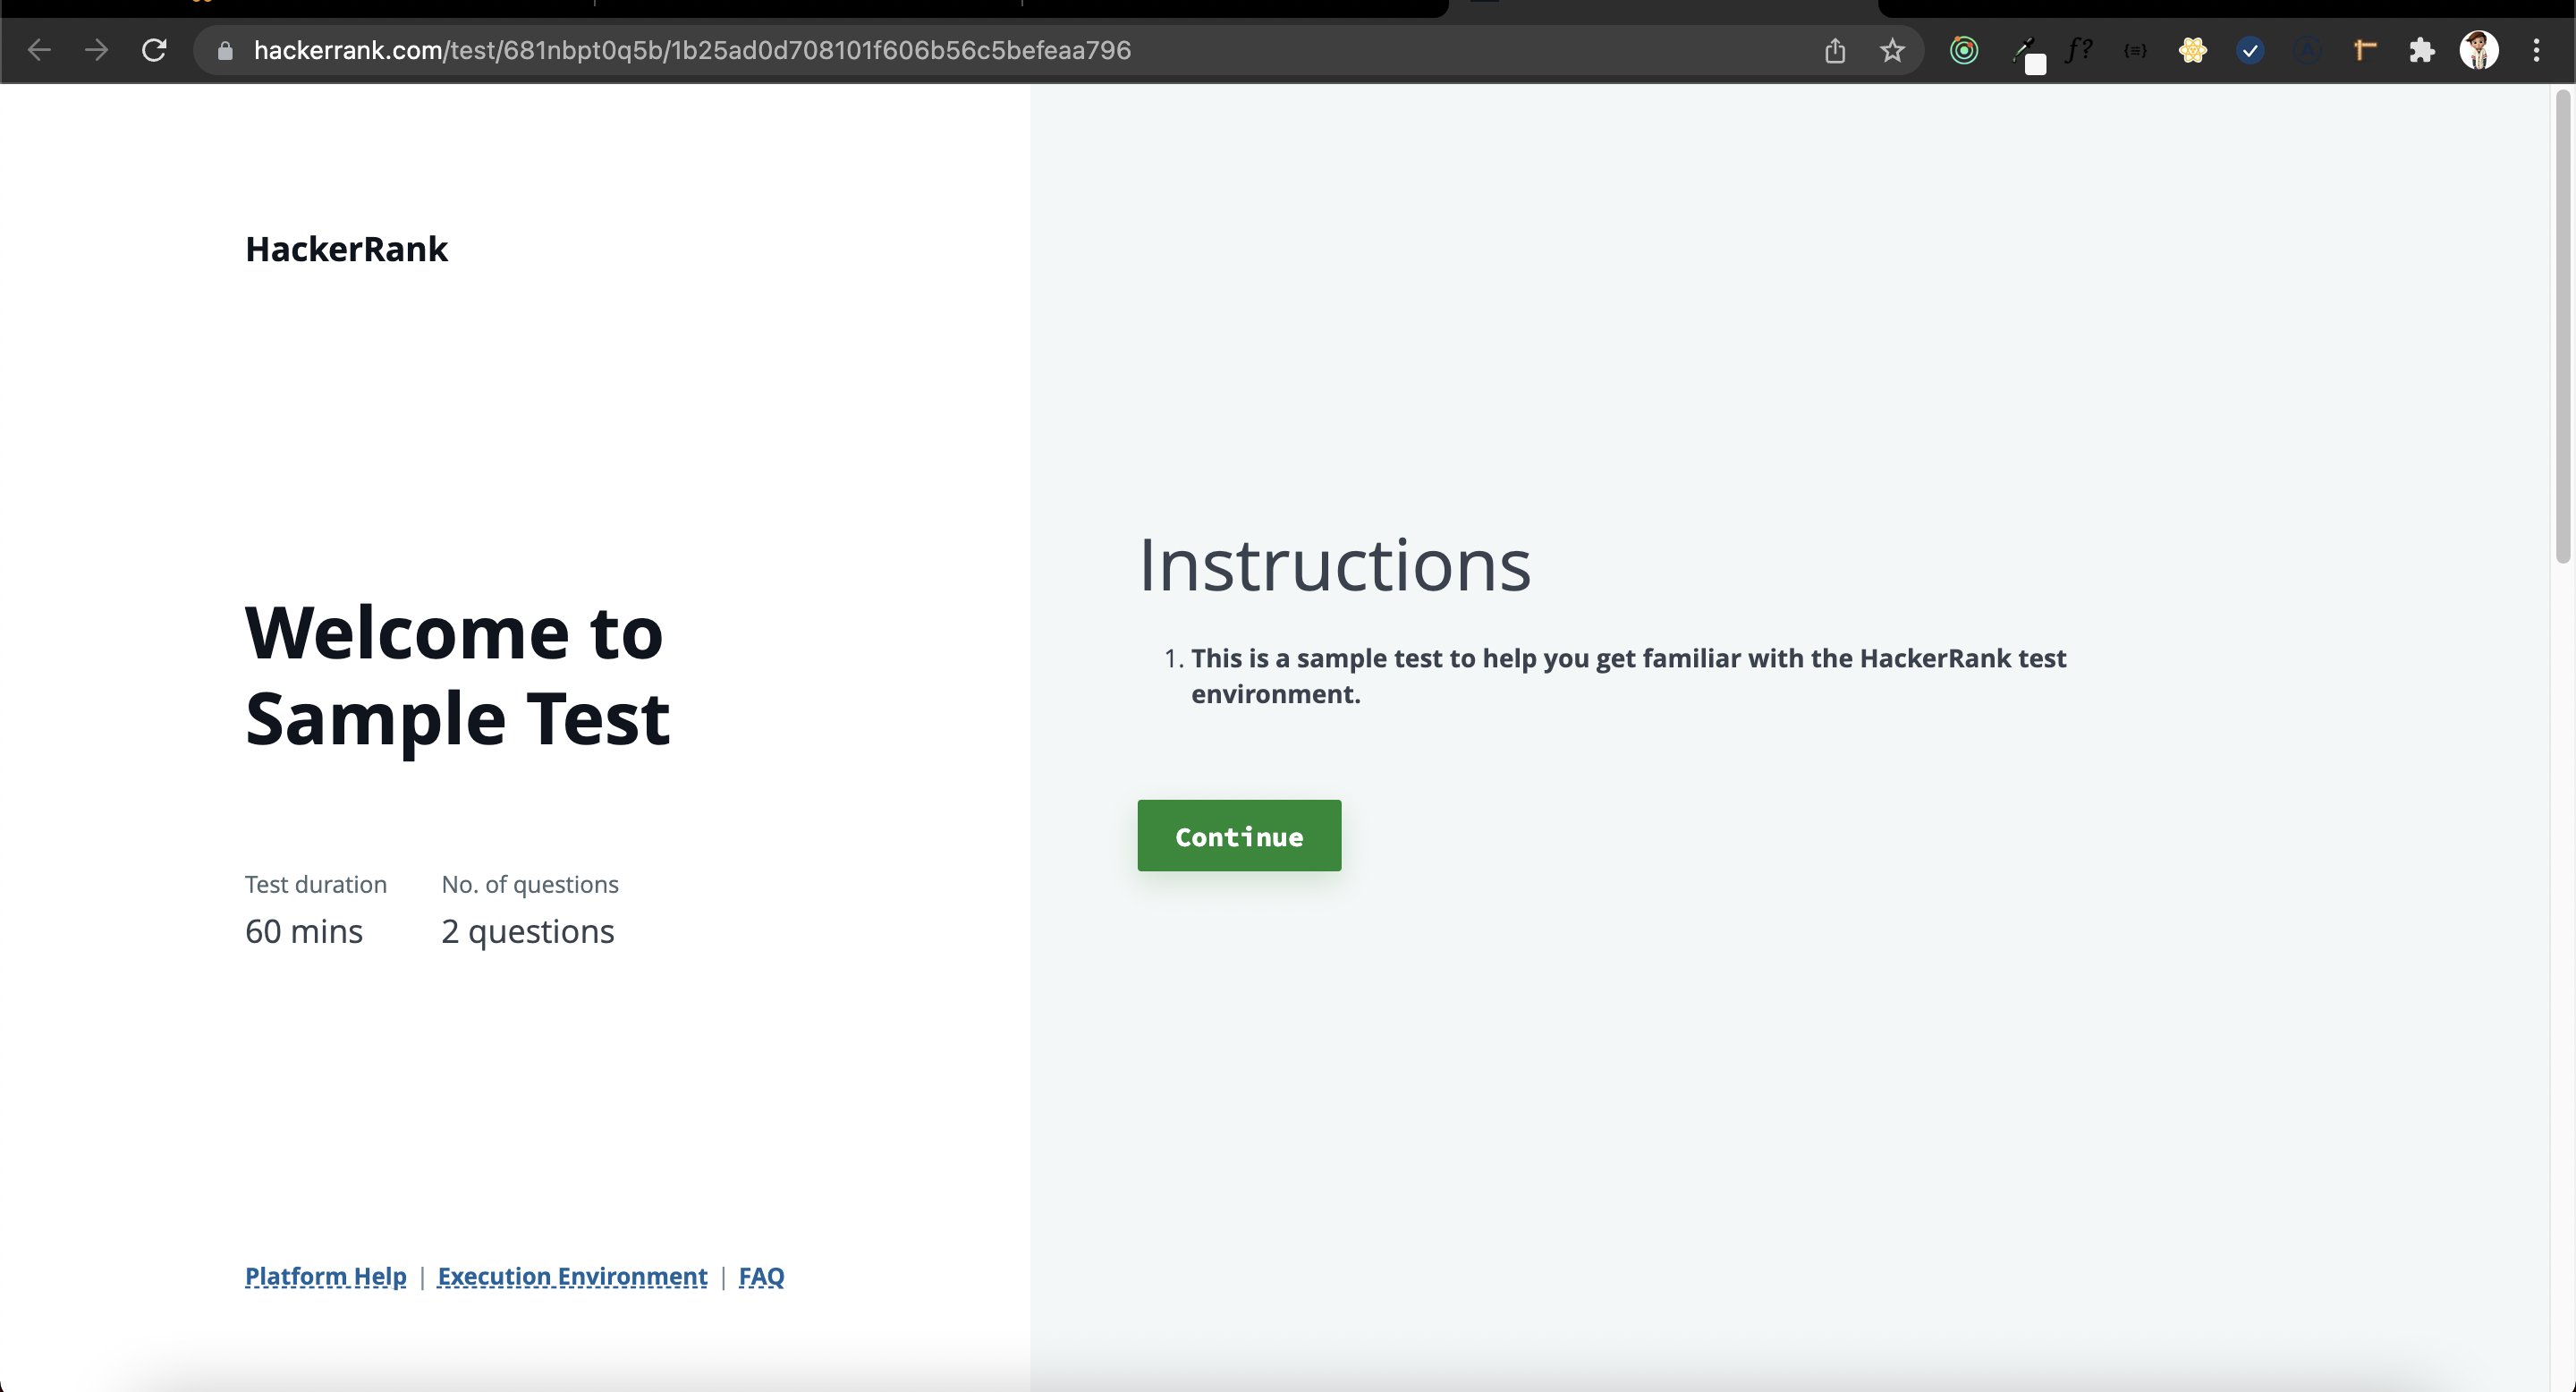 hackerrank.com/test/681nbpt0q5b/1b25ad0d708101f606b56c5befeaa796
f?
HackerRank
Welcome to
Sample Test
Test duration
No. of questions
60 mins
2 questions
Platform Help | Execution Environment | FAQ
Instructions
1. This is a sample test to help you get familiar with the HackerRank test
environment.
Continue